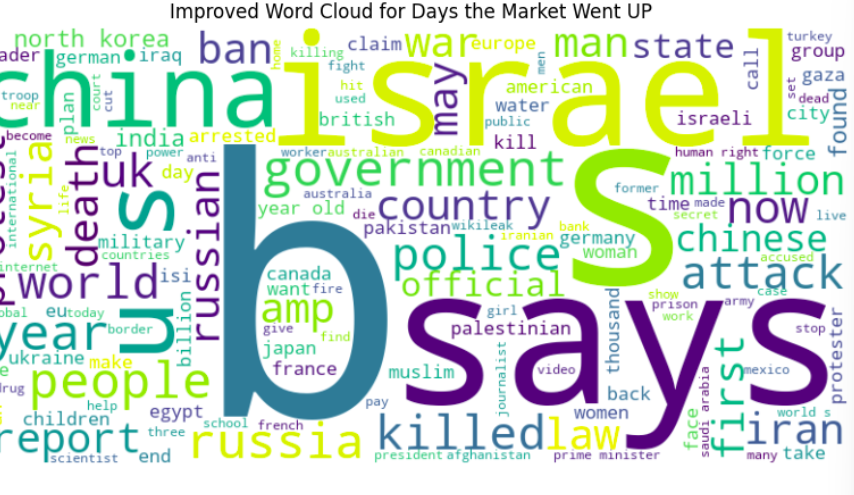 Improved Word Cloud for Days the Market Went UP
north korea
ban
killing
claim
war
europe
man
state
turkey
group
ader
german
iraq
home
fight
men
call
gaza
china
israel
troop
near
court
cut
plan
hit
used
may
american
water
set
dead
city
found
british
public
israeli
become
news
india
arrested
kill
top
power
anti
worker
australian
canadian
human right
force
international
syria
life
death
uk
day
government
s
former
million
australia
year old
die
country
time
made
now
secret
live
russian
b
pakistan
wikileak
bank
iranian
germany
woman
chinese
accused
military
countries
police
internet
world
isi
canada
want
fire
official
attack
case
obal
eu
today
border
u
s
amp
give
find
girl
says
palestinian
thousand
show
prison
army
work
stop
year
billion
ukraine
make
japan
france
muslim
journalist
video
first
mexico
protester
people
drug
help
egypt
pay
back
women
saudi arabia
face
children
school
french
killed
law
world s
iran
report
three
russia
scientist
end
president
afghanistan
prime minister
many
take